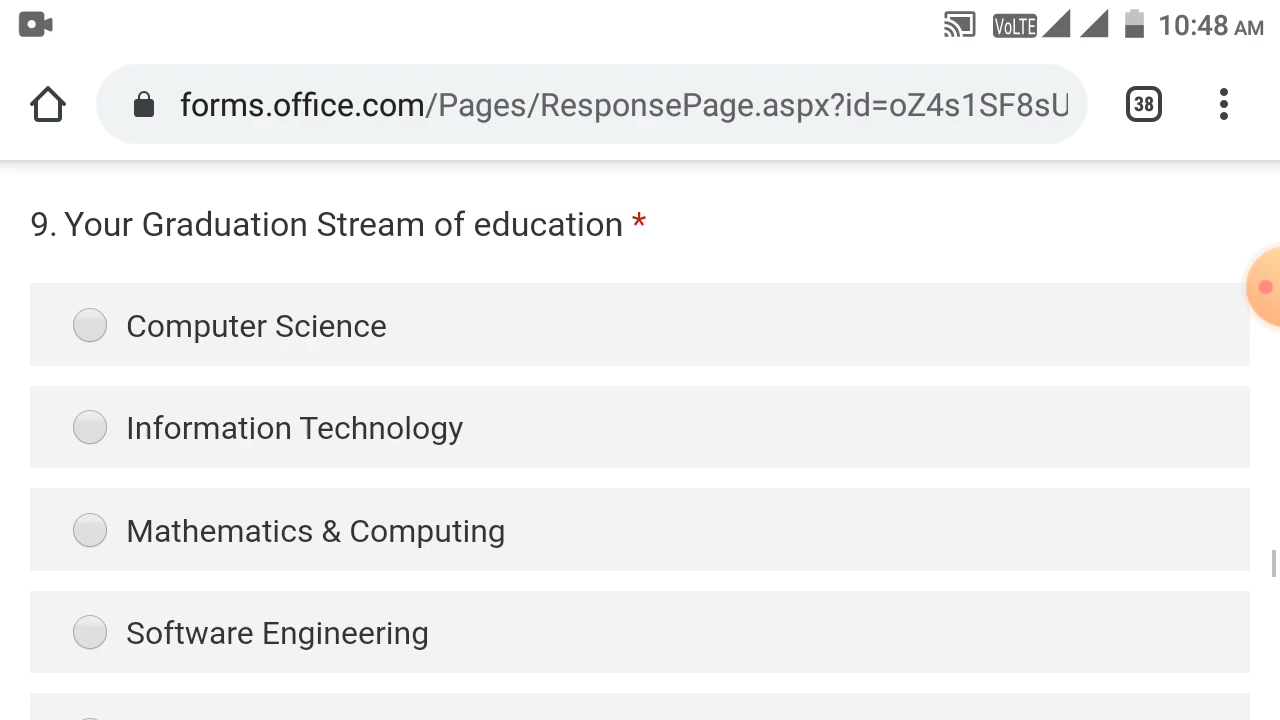 VoLTE 10:48 AM
forms.office.com/Pages/ResponsePage.aspx?id=oZ4s1SF8sU 38
9. Your Graduation Stream of education *
Computer Science
Information Technology
Mathematics & Computing
Software Engineering